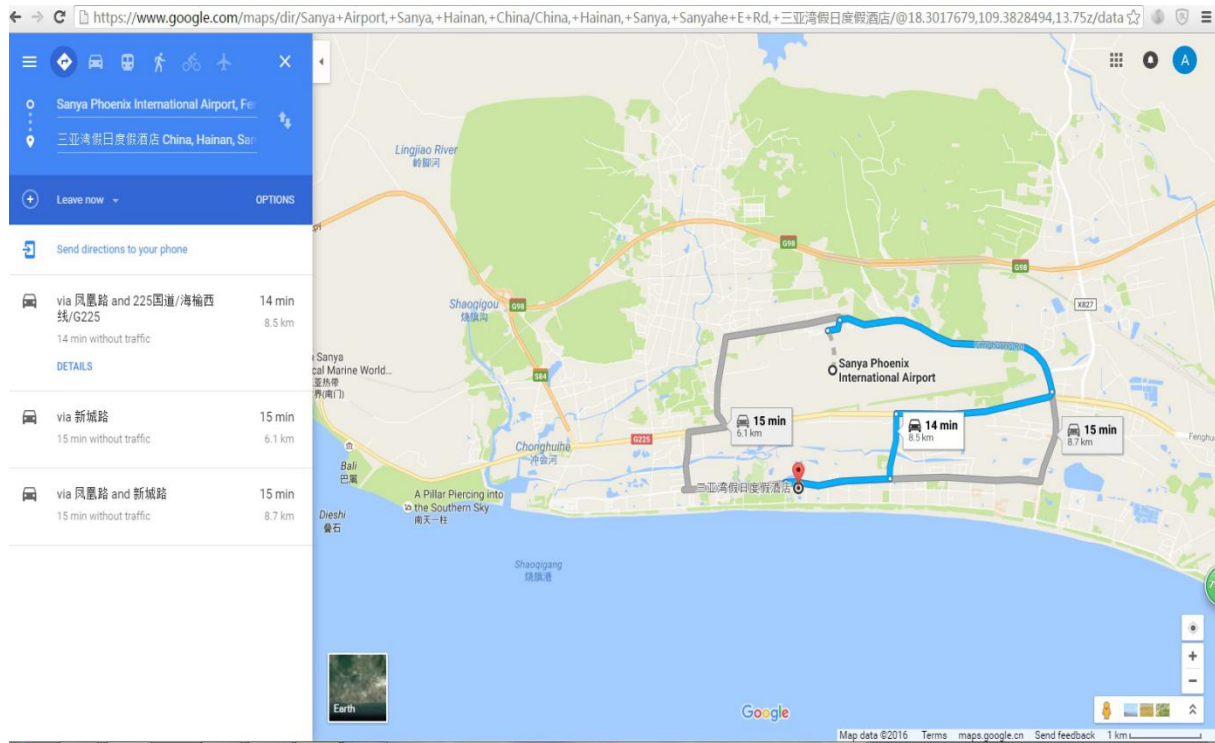 https://www.google.com/maps/dir/Sanya+Airport,+Sanya,+Hainan,+China/China,+Hainan,+Sanya,+Sanyahe+E+Rd,+三亚湾假日度假酒店/@18.3017679,109.3828494,13.75z/data
Sanya Phoenix International Airport, Fe
三亚湾假日度假酒店 China, Hainan, San
Leave now
OPTIONS
Send directions to your phone
via 凤凰路 and 225国道/海榆西
线/G225
14 min
8.5 km
14 min without traffic
DETAILS
via 新城路
15 min
15 min without traffic
6.1 km
via 凤凰路 and 新城路
15 min
15 min without traffic
8.7 km
A
Lingjiao River
岭脚河
G98
G98
X827
Shaoqigou
烧旗沟
G98
Fenghuang Rd
Sanya
cal Marine World...
亚热带
界(南门)
S84
Sanya Phoenix
International Airport
15 min
6.1 km
14 min
8.5 km
15 min
8.7 km
G225
Chonghuihe
冲会河
Fenghu
Bali
巴篱
三亚湾假日度假酒店
A Pillar Piercing into
the Southern Sky
南天一柱
Dieshi
叠石
Shaoqigang
烧旗港
Earth
Google
Map data ©2016 Terms maps.google.cn Send feedback 1 km